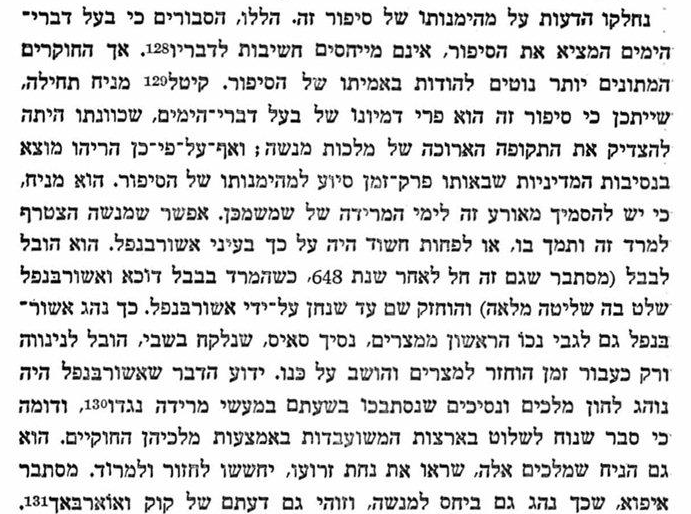 נחלקו הדעות על מהימנותו של סיפור זה. הללו, הסבורים כי בעל דברי־
הימים המציא את הסיפור, אינם מייחסים חשיבות לדבריו128. אך החוקרים
המתונים יותר נוטים להודות באמיתו של הסיפור. קיטל129 מניח תחילה,
שייתכן כי סיפור זה הוא פרי דמיונו של בעל דברי־הימים, שכוונתו היתה
להצדיק את התקופה הארוכה של מלכות מנשה; ואף־על־פי־כן הריהו מוצא
בנסיבות המדיניות שבאותו פרק־זמן סיוע למהימנותו של הסיפור. הוא מניח,
כי יש להסמיך מאורע זה לימי המרידה של שמשמכן. אפשר שמנשה הצטרף
למרד זה ותמך בו, או לפחות חשוד היה על כך בעיני אשורבנפל. הוא הובל
לבבל (מסתבר שגם זה חל לאחר שנת 648, כשהמרד בבבל דוכא ואשורבנפל
שלט בה שליטה מלאה) והוחזק שם עד שנחן על־ידי אשורבנפל. כך נהג אשור־
בנפל גם לגבי נכו הראשון ממצרים, נסיך סאיס, שנלקח בשבי, הובל לנינווה
ורק כעבור זמן הוחזר למצרים והושב על כנו. ידוע הדבר שאשורבנפל היה
נוהג לחון מלכים ונסיכים שנסתבכו בשעתם במעשי מרידה נגדו130, ודומה
כי סבר שנוח לשלוט בארצות המשועבדות באמצעות מלכיהן החוקיים. הוא
גם הניח שמלכים אלה, שראו את נחת זרועו, יחששו לחזור ולמרוד. מסתבר
איפוא, שכך נהג גם ביחס למנשה, וזוהי גם דעתם של קוק ואוארבאך131.